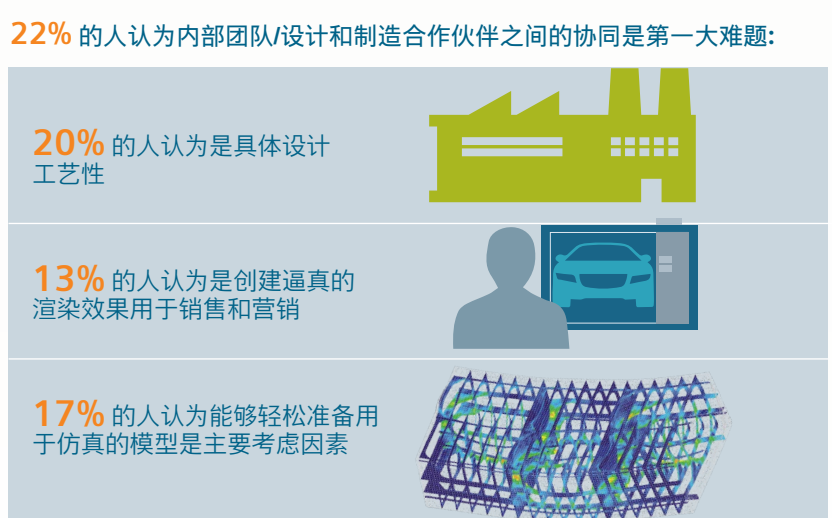 22% 的人认为内部团队/设计和制造合作伙伴之间的协同是第一大难题:
20% 的人认为是具体设计
工艺性
13% 的人认为是创建逼真的
渲染效果用于销售和营销
17% 的人认为能够轻松准备用
于仿真的模型是主要考虑因素